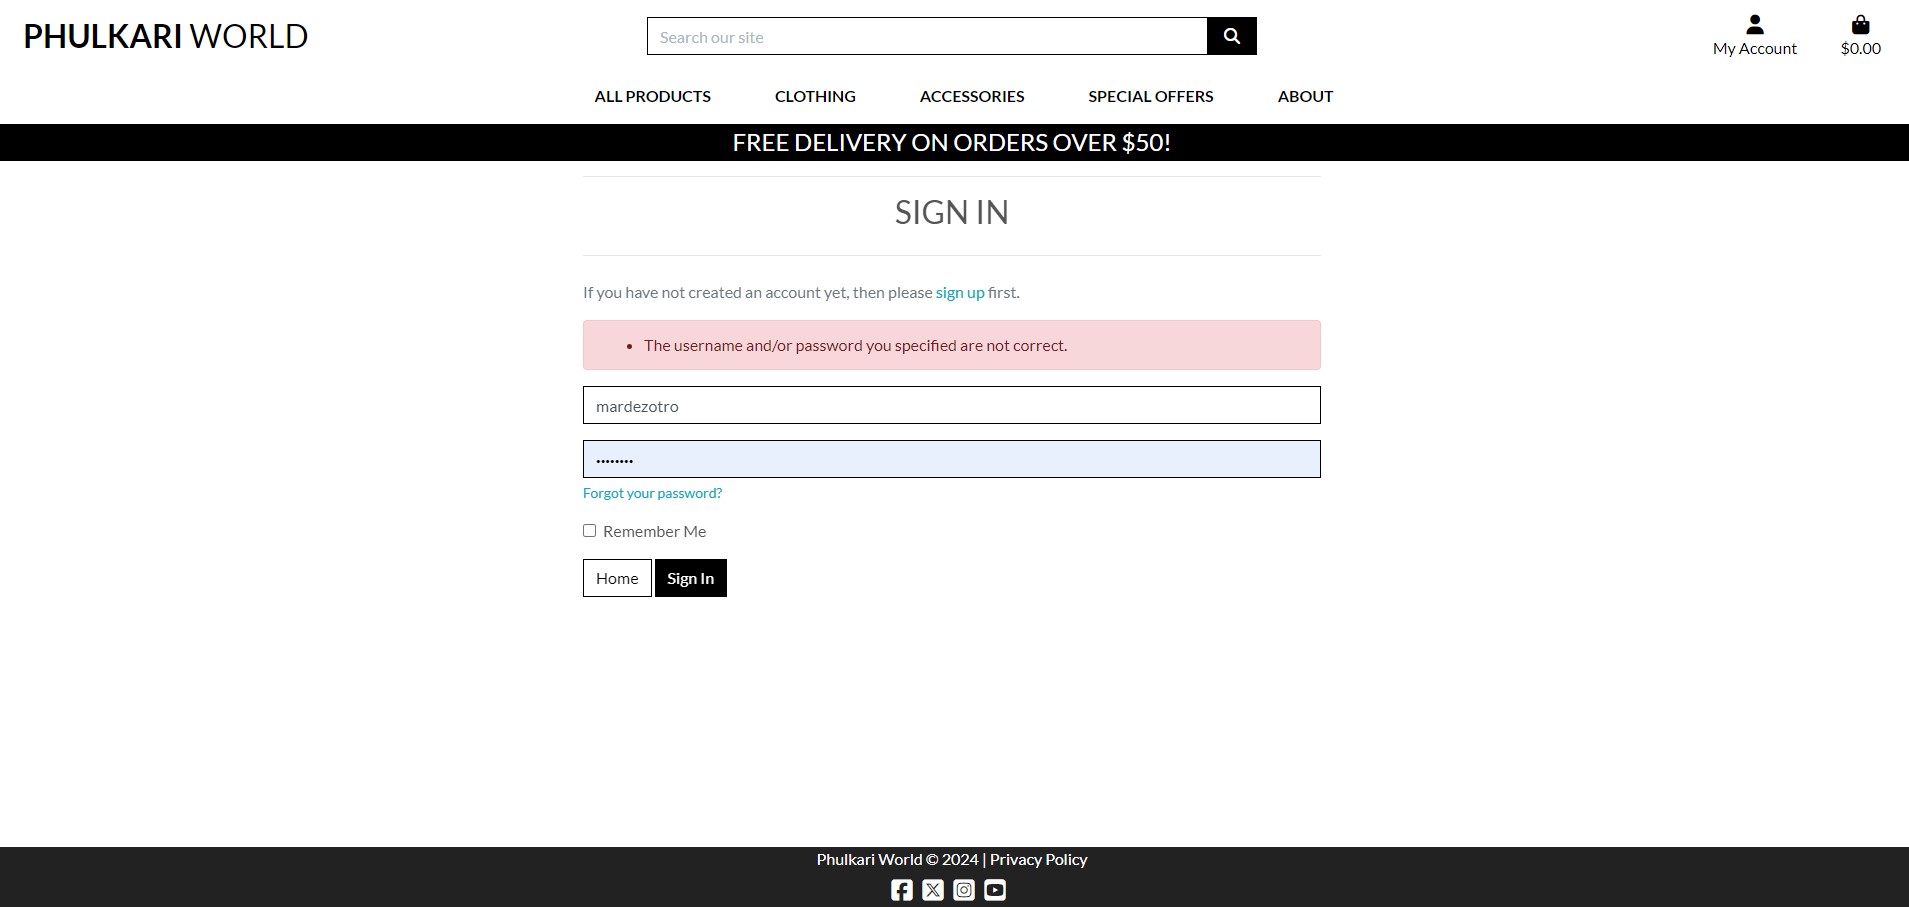 PHULKARI WORLD
Search our site
My Account
$0.00
ALL PRODUCTS CLOTHING ACCESSORIES SPECIAL OFFERS ABOUT
FREE DELIVERY ON ORDERS OVER $50!
SIGN IN
If you have not created an account yet, then please sign up first.
• The username and/or password you specified are not correct.
mardezotro
••••••••
Forgot your password?
Remember Me
Home Sign In
Phulkari World © 2024 | Privacy Policy